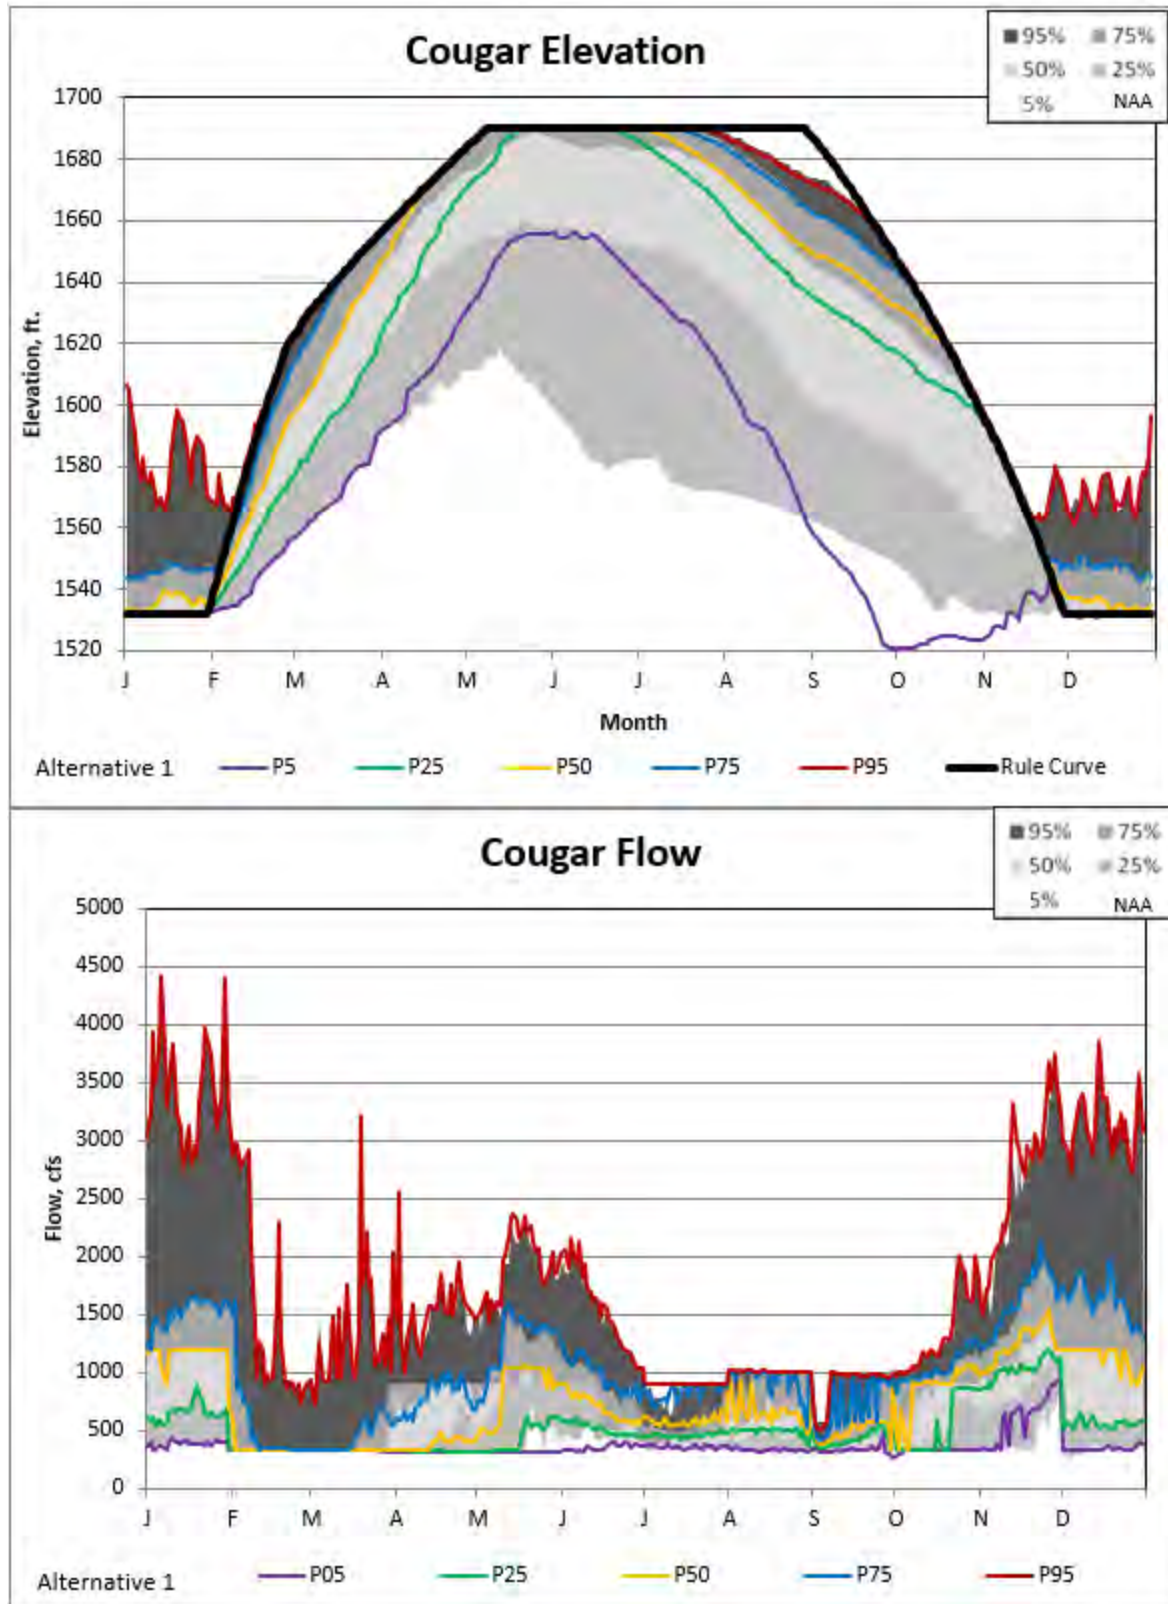 Cougar Elevation
95% 75%
50% 25%
5% NAA
1700
1680
1660
1640
1620
1600
1580
1560
1540
1520
Elevation, ft.
J F M A M J J A S O N D
Month
Alternative 1 P5 P25 P50 P75 P95 Rule Curve
Cougar Flow
95% 75%
50% 25%
5% NAA
5000
4500
4000
3500
3000
2500
2000
1500
1000
500
0
Flow, cfs
J F M A M J J A S O N D
Alternative 1 P05 P25 P50 P75 P95